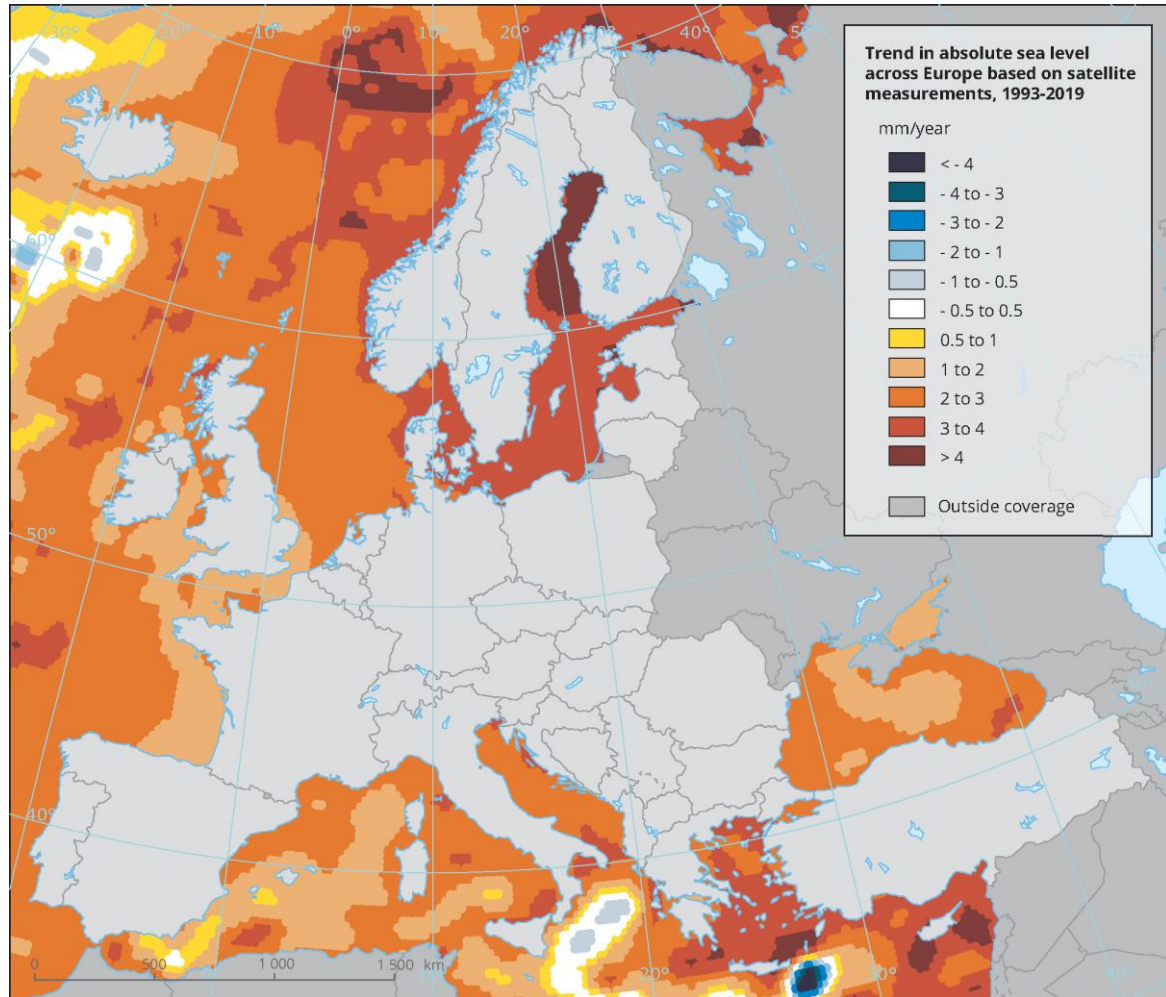 -30°
-20°
-10°
0°
10°
20°
30°
40°
50°
Trend in absolute sea level
across Europe based on satellite
measurements, 1993-2019
mm/year
< - 4
- 4 to - 3
- 3 to - 2
- 2 to - 1
- 1 to - 0.5
- 0.5 to 0.5
0.5 to 1
1 to 2
2 to 3
3 to 4
> 4
Outside coverage
60°
50°
40°
0 500 1 000 1 500 km
20°
30°
40°